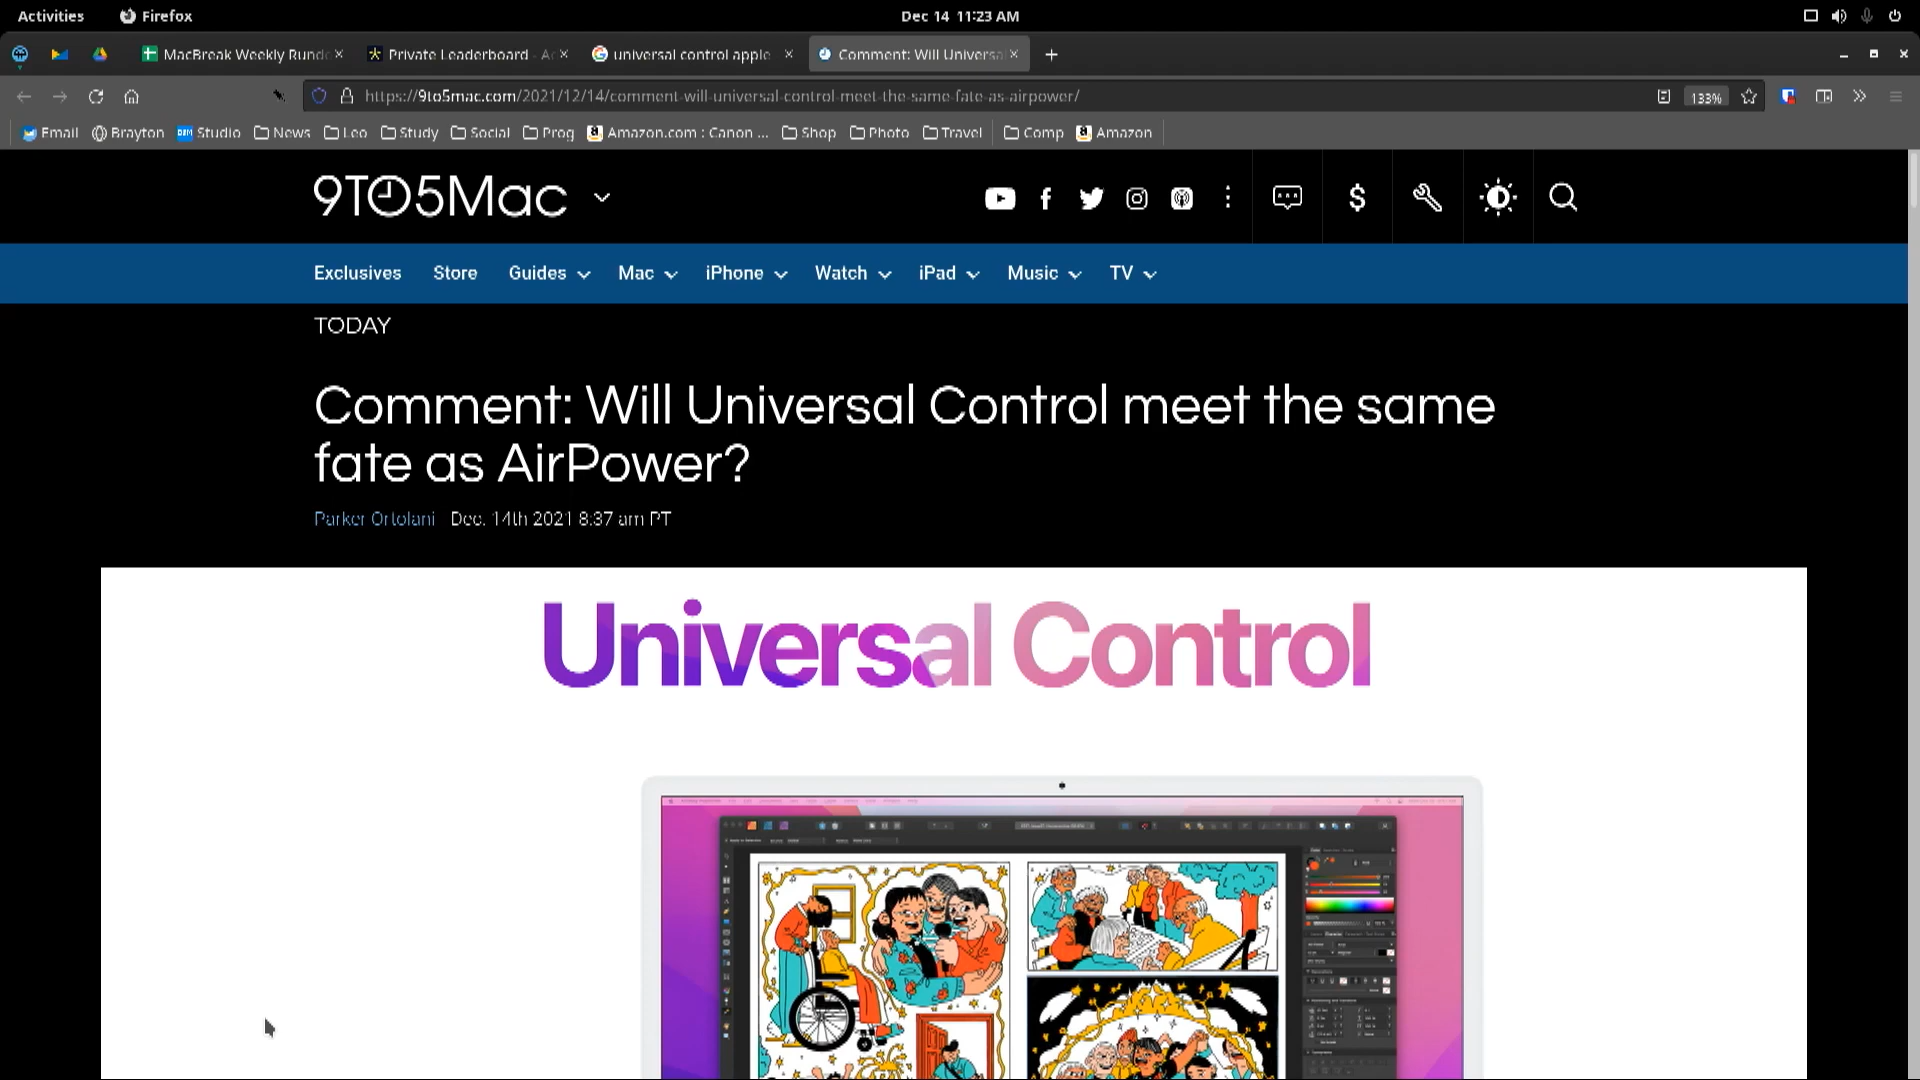 Activities Firefox Dec 14 11:23 AM
MacBreak Weekly Rund Private Leaderboard - A universal control apple Comment: Will Universa
https://9to5mac.com/2021/12/14/comment-will-universal-control-meet-the-same-fate-as-airpower/ 133%
Email Brayton Studio News Leo Study Social Prog Amazon.com : Canon ... Shop Photo Travel Comp Amazon
9TO5Mac
Exclusives Store Guides Mac iPhone Watch iPad Music TV
TODAY
Comment: Will Universal Control meet the same
fate as AirPower?
Parker Ortolani Dec. 14th 2021 8:37 am PT
Universal Control